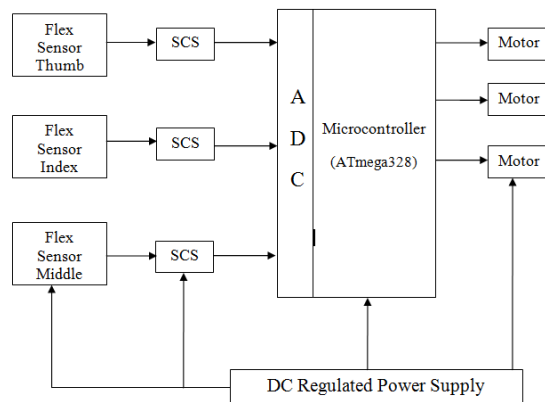 Flex
Sensor
Thumb
SCS
Motor
Flex
Sensor
Index
SCS
A
D
C
Microcontroller
(ATmega328)
Motor
Flex
Sensor
Middle
SCS
Motor
DC Regulated Power Supply